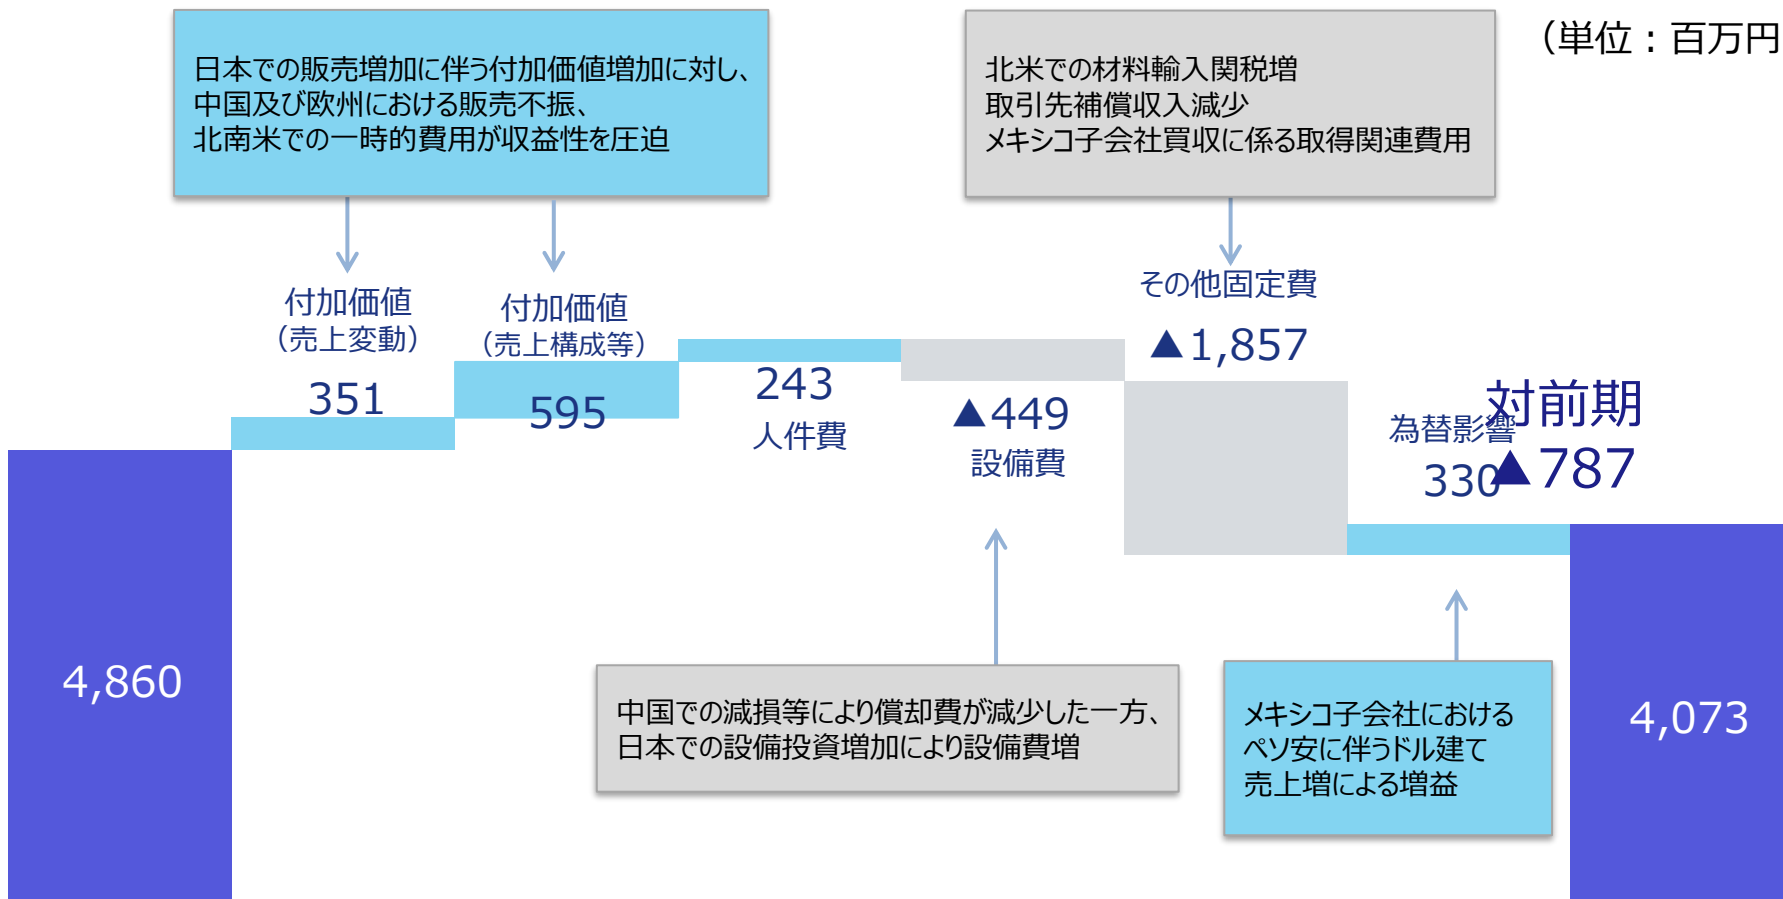 （単位：百万円
日本での販売増加に伴う付加価値増加に対し、
中国及び欧州における販売不振、
北南米での一時的費用が収益性を圧迫
北米での材料輸入関税増
取引先補償収入減少
メキシコ子会社買収に係る取得関連費用
付加価値
（売上変動）
351
付加価値
（売上構成等）
595
243
人件費
▲449
設備費
その他固定費
▲1,857
為替影響
330
対前期
▲787
4,860
中国での減損等により償却費が減少した一方、
日本での設備投資増加により設備費増
メキシコ子会社における
ペソ安に伴うドル建て
売上増による増益
4,073